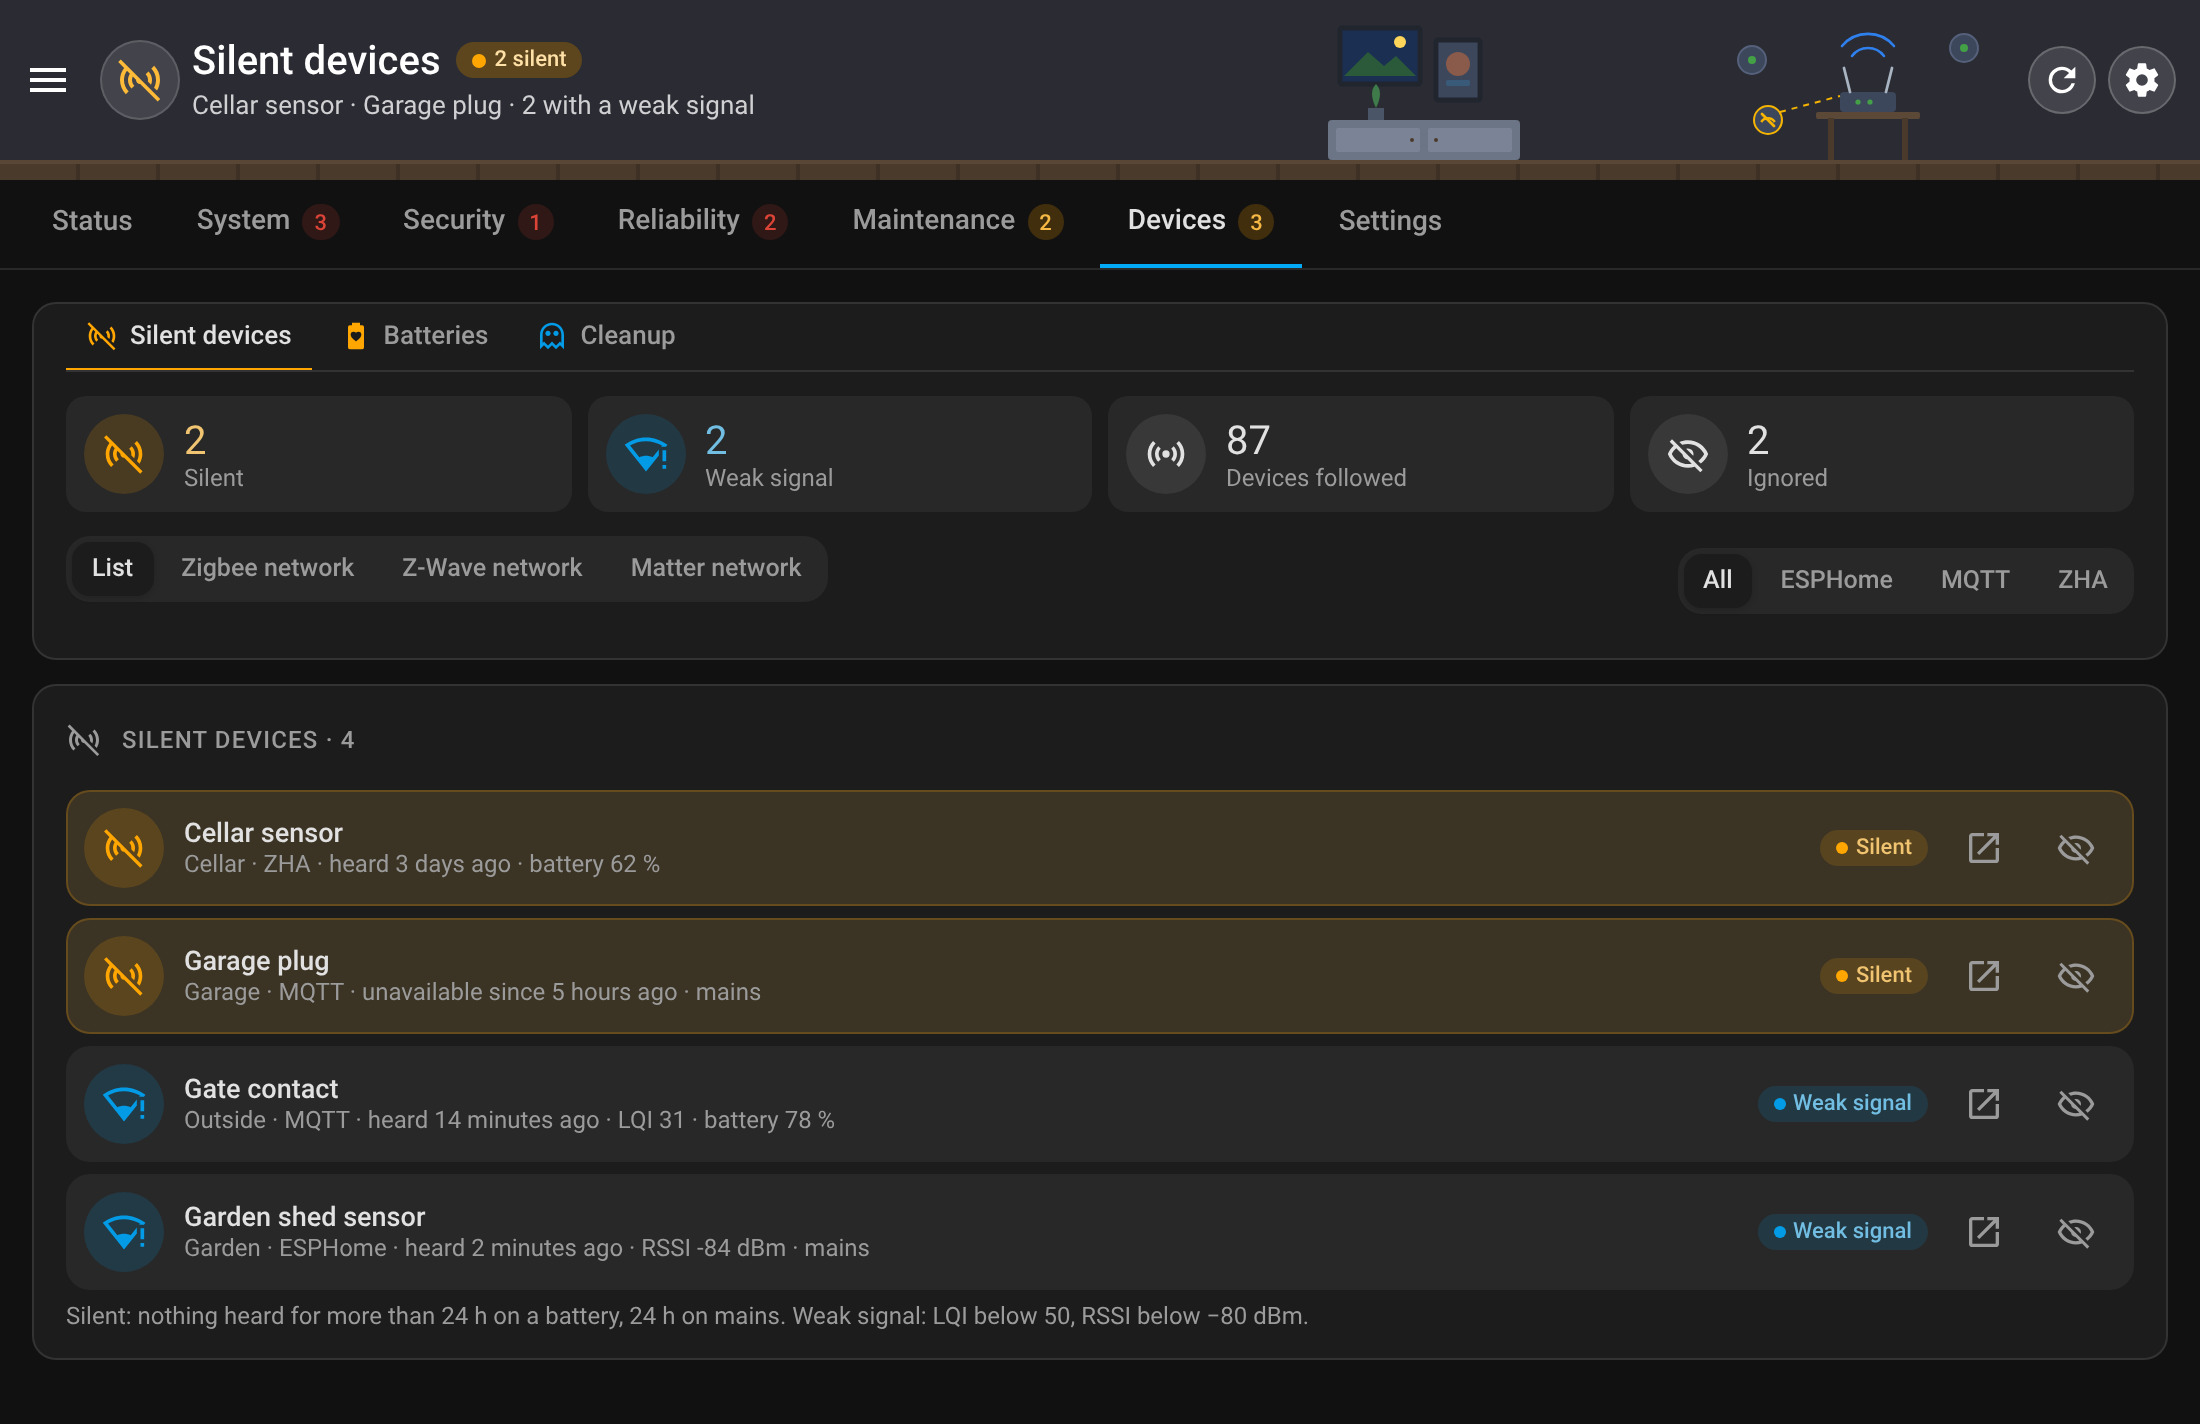 Silent devices
2 silent
Cellar sensor · Garage plug · 2 with a weak signal
Status
System 3
Security 1
Reliability 2
Maintenance 2
Devices 3
Settings
Silent devices
Batteries
Cleanup
2
Silent
2
Weak signal
87
Devices followed
2
Ignored
List
Zigbee network
Z-Wave network
Matter network
All
ESPHome
MQTT
ZHA
SILENT DEVICES · 4
Cellar sensor
Cellar · ZHA · heard 3 days ago · battery 62 %
Silent
Garage plug
Garage · MQTT · unavailable since 5 hours ago · mains
Silent
Gate contact
Outside · MQTT · heard 14 minutes ago · LQI 31 · battery 78 %
Weak signal
Garden shed sensor
Garden · ESPHome · heard 2 minutes ago · RSSI -84 dBm · mains
Weak signal
Silent: nothing heard for more than 24 h on a battery, 24 h on mains. Weak signal: LQI below 50, RSSI below −80 dBm.